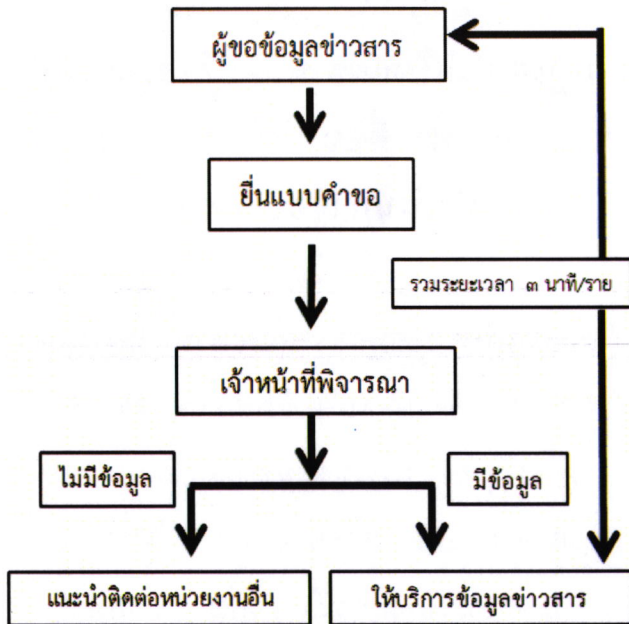 ผู้ขอข้อมูลข่าวสาร
ยื่นแบบคำขอ
รวมระยะเวลา ๓ นาที/ราย
เจ้าหน้าที่พิจารณา
ไม่มีข้อมูล
มีข้อมูล
แนะนำติดต่อหน่วยงานอื่น
ให้บริการข้อมูลข่าวสาร